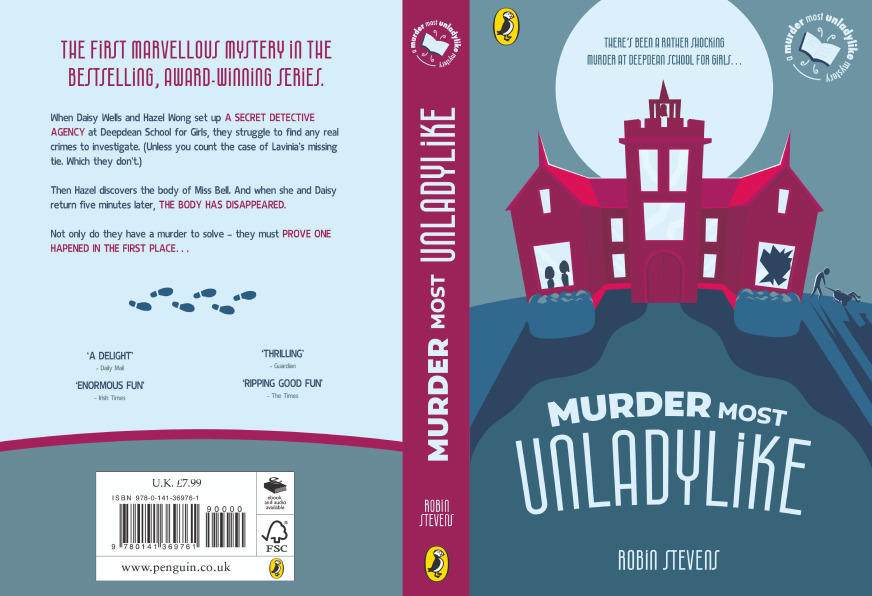 THE FIRST MARVELLOUS MYSTERY IN THE
BESTSELLING, AWARD-WINNING SERIES.
When Daisy Wells and Hazel Wong set up A SECRET DETECTIVE
AGENCY at Deepdean School for Girls, they struggle to find any real
crimes to investigate. (Unless you count the case of Lavinia's missing
tie. Which they don't.)
Then Hazel discovers the body of Miss Bell. And when she and Daisy
return five minutes later, THE BODY HAS DISAPPEARED.
Not only do they have a murder to solve – they must PROVE ONE
HAPENED IN THE FIRST PLACE...
'A DELIGHT'
- Daily Mail
'THRILLING'
- Guardian
'ENORMOUS FUN'
- Irish Times
'RIPPING GOOD FUN'
- The Times
U.K. £7.99
ISBN 978-0-141-36976-1
90000
9 780141 369761
ebook
and audio
available
FSC
www.penguin.co.uk
a murder most unladylike mystery
MURDER MOST UNLADYLIKE
ROBIN
STEVENS
THERE'S BEEN A RATHER SHOCKING
MURDER AT DEEPDEAN SCHOOL FOR GIRLS...
a murder most unladylike mystery
MURDER MOST
UNLADYLIKE
ROBIN STEVENS